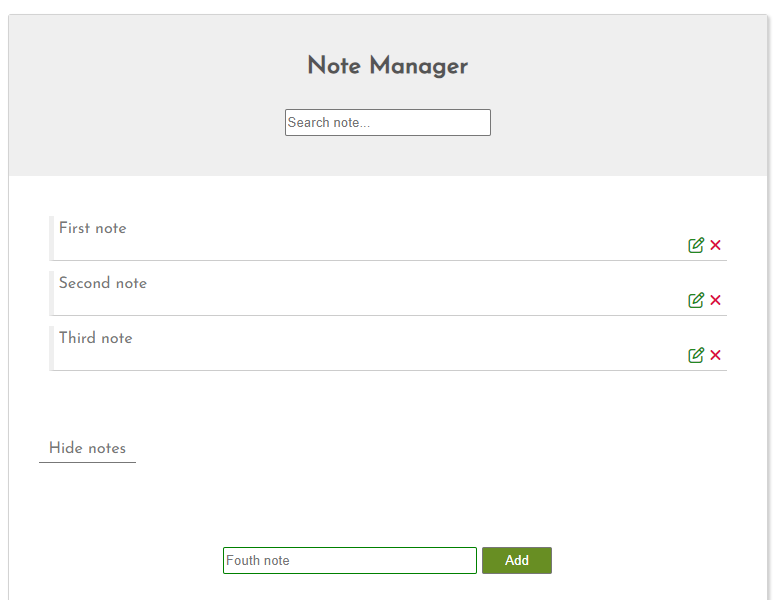 Note Manager
Search note...
First note
Second note
Third note
Hide notes
Fouth note
Add